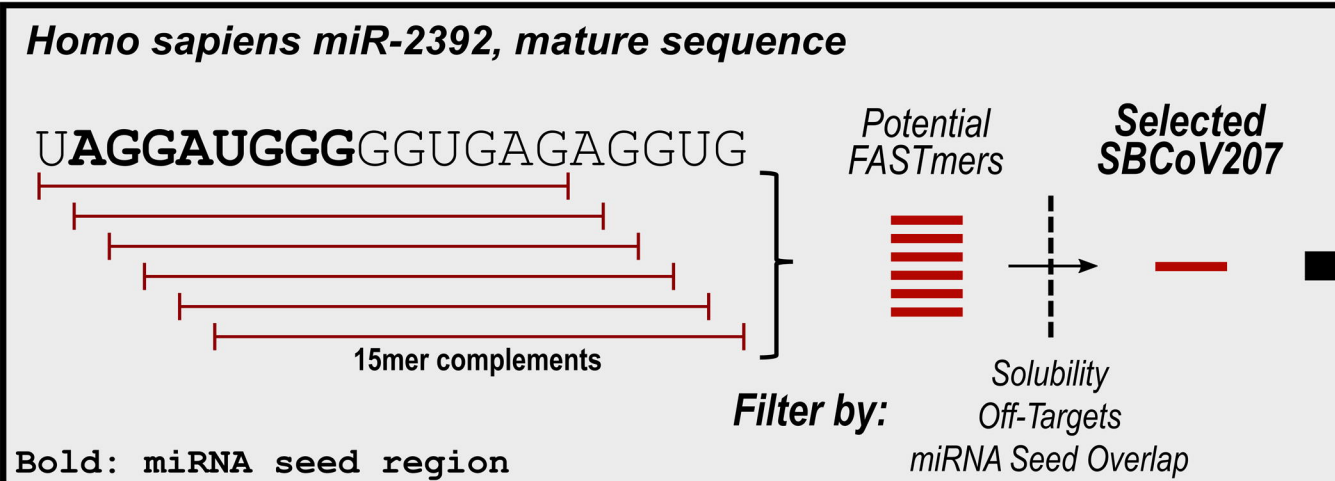 Homo sapiens miR-2392, mature sequence
UAGGAUGGGGGUGAGAGGUG
Potential
FASTmers
Selected
SBCoV207
15mer complements
Filter by:
Solubility
Off-Targets
miRNA Seed Overlap
Bold: miRNA seed region